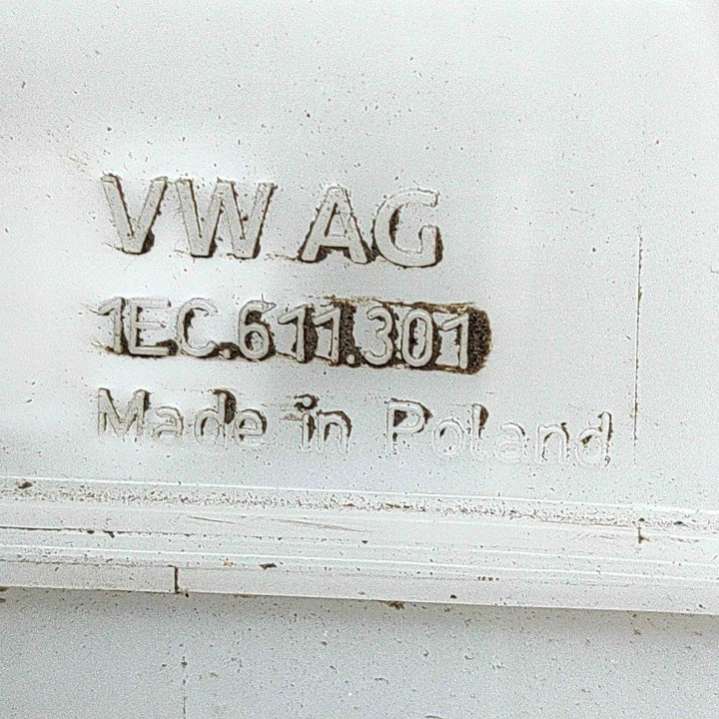 VW AG
1EC.611.301
Made in Poland